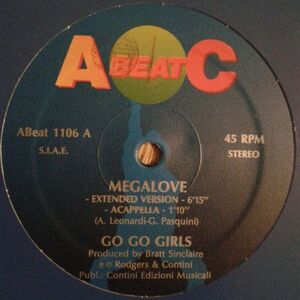 A BEAT C
ABeat 1106 A
S.I.A.E.
45 RPM
STEREO
MEGALOVE
- EXTENDED VERSION - 6'15"
- ACAPPELLA - 1'10"
(A. Leonardi-G. Pasquini)
GO GO GIRLS
Produced by Bratt Sinclaire
℗© Rodgers & Contini
Publ.: Contini Edizioni Musicali